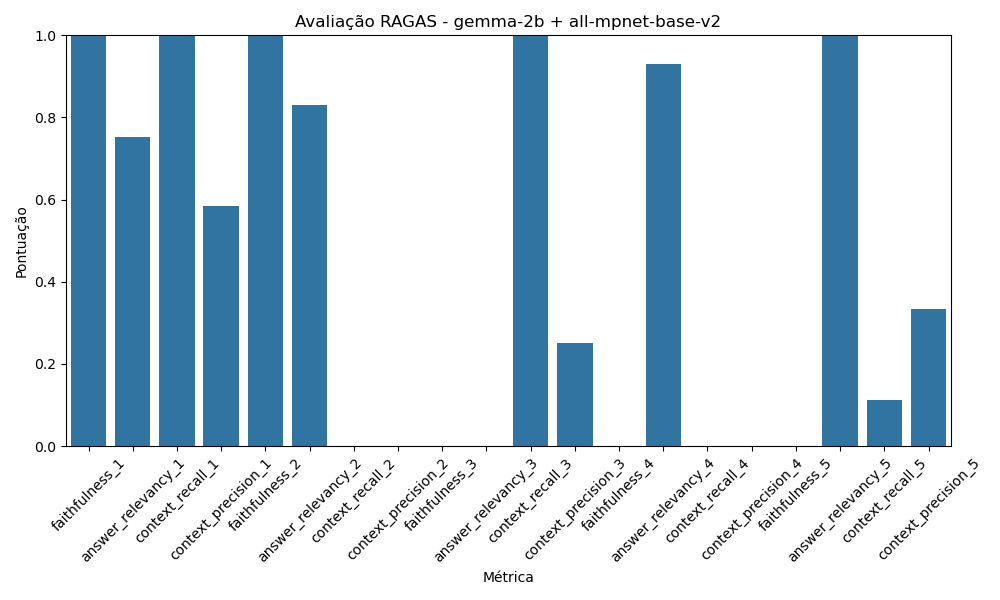 Avaliação RAGAS - gemma-2b + all-mpnet-base-v2
1.0
0.8
0.6
0.4
0.2
0.0
Pontuação
faithfulness_1
answer_relevancy_1
context_recall_1
context_precision_1
faithfulness_2
answer_relevancy_2
context_recall_2
context_precision_2
faithfulness_3
answer_relevancy_3
context_recall_3
context_precision_3
faithfulness_4
answer_relevancy_4
context_recall_4
context_precision_4
faithfulness_5
answer_relevancy_5
context_recall_5
context_precision_5
Métrica